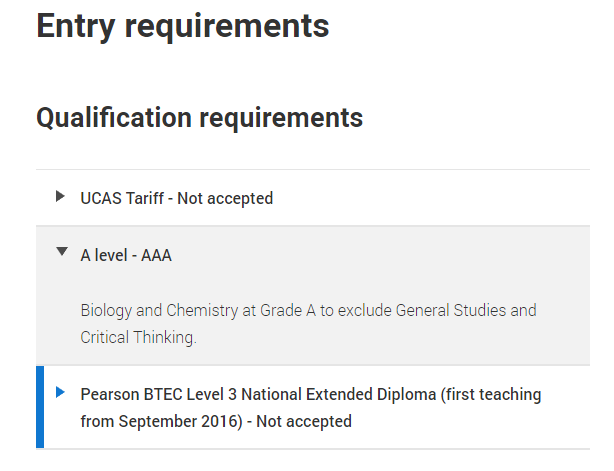 Entry requirements
Qualification requirements
UCAS Tariff - Not accepted
A level - AAA
Biology and Chemistry at Grade A to exclude General Studies and
Critical Thinking.
Pearson BTEC Level 3 National Extended Diploma (first teaching
from September 2016) - Not accepted